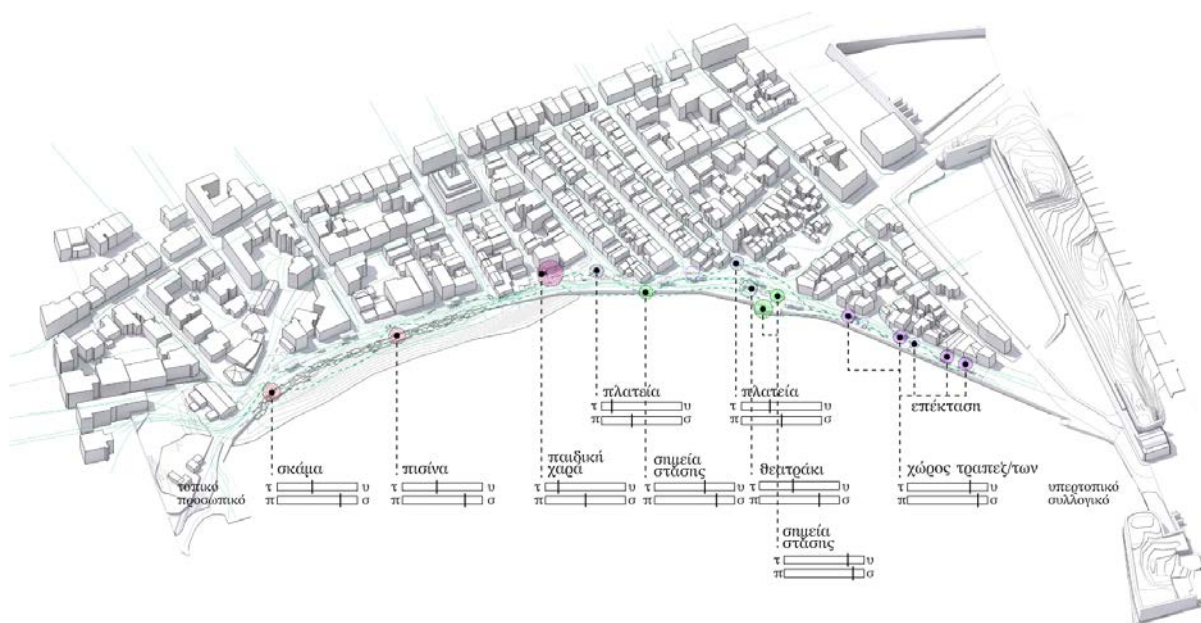 πλατεία
τ υ
π σ
πλατεία
τ υ
π σ
επέκταση
τοπικό
προσωπικό
σκάμα
τ υ
π σ
πισίνα
τ υ
π σ
παιδική
χαρά
τ υ
π σ
σημεία
στάσης
τ υ
π σ
θεατράκι
τ υ
π σ
χώρος τραπεζ/των
τ υ
π σ
υπερτοπικό
συλλογικό
σημεία
στάσης
τ υ
π σ